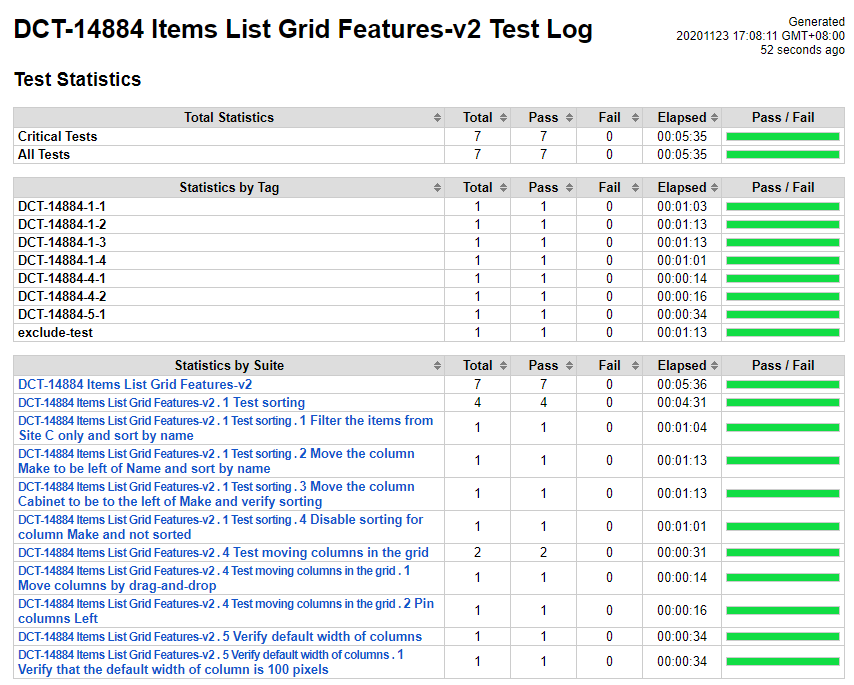 DCT-14884 Items List Grid Features-v2 Test Log
Generated
20201123 17:08:11 GMT+08:00
52 seconds ago
Test Statistics
Total Statistics Total Pass Fail Elapsed Pass / Fail
Critical Tests 7 7 0 00:05:35
All Tests 7 7 0 00:05:35
Statistics by Tag Total Pass Fail Elapsed Pass / Fail
DCT-14884-1-1 1 1 0 00:01:03
DCT-14884-1-2 1 1 0 00:01:13
DCT-14884-1-3 1 1 0 00:01:13
DCT-14884-1-4 1 1 0 00:01:01
DCT-14884-4-1 1 1 0 00:00:14
DCT-14884-4-2 1 1 0 00:00:16
DCT-14884-5-1 1 1 0 00:00:34
exclude-test 1 1 0 00:01:13
Statistics by Suite Total Pass Fail Elapsed Pass / Fail
DCT-14884 Items List Grid Features-v2 7 7 0 00:05:36
DCT-14884 Items List Grid Features-v2 . 1 Test sorting 4 4 0 00:04:31
DCT-14884 Items List Grid Features-v2 . 1 Test sorting . 1 Filter the items from
Site C only and sort by name 1 1 0 00:01:04
DCT-14884 Items List Grid Features-v2 . 1 Test sorting . 2 Move the column
Make to be left of Name and sort by name 1 1 0 00:01:13
DCT-14884 Items List Grid Features-v2 . 1 Test sorting . 3 Move the column
Cabinet to be to the left of Make and verify sorting 1 1 0 00:01:13
DCT-14884 Items List Grid Features-v2 . 1 Test sorting . 4 Disable sorting for
column Make and not sorted 1 1 0 00:01:01
DCT-14884 Items List Grid Features-v2 . 4 Test moving columns in the grid 2 2 0 00:00:31
DCT-14884 Items List Grid Features-v2 . 4 Test moving columns in the grid . 1
Move columns by drag-and-drop 1 1 0 00:00:14
DCT-14884 Items List Grid Features-v2 . 4 Test moving columns in the grid . 2 Pin
columns Left 1 1 0 00:00:16
DCT-14884 Items List Grid Features-v2 . 5 Verify default width of columns 1 1 0 00:00:34
DCT-14884 Items List Grid Features-v2 . 5 Verify default width of columns . 1
Verify that the default width of column is 100 pixels 1 1 0 00:00:34